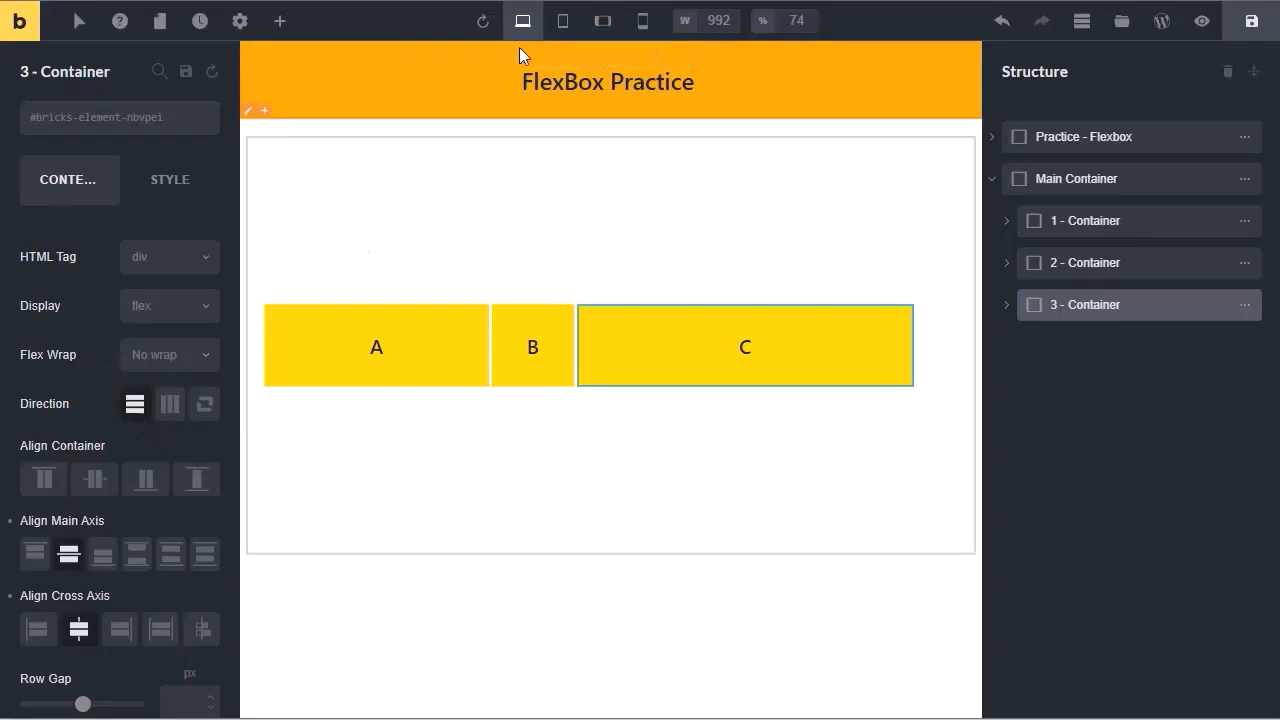 b W 992 % 74
3 - Container
#bricks-element-nbvpei
CONTE... STYLE
HTML Tag div
Display flex
Flex Wrap No wrap
Direction
Align Container
Align Main Axis
Align Cross Axis
Row Gap px
FlexBox Practice
A B C
Structure
Practice - Flexbox
Main Container
1 - Container
2 - Container
3 - Container